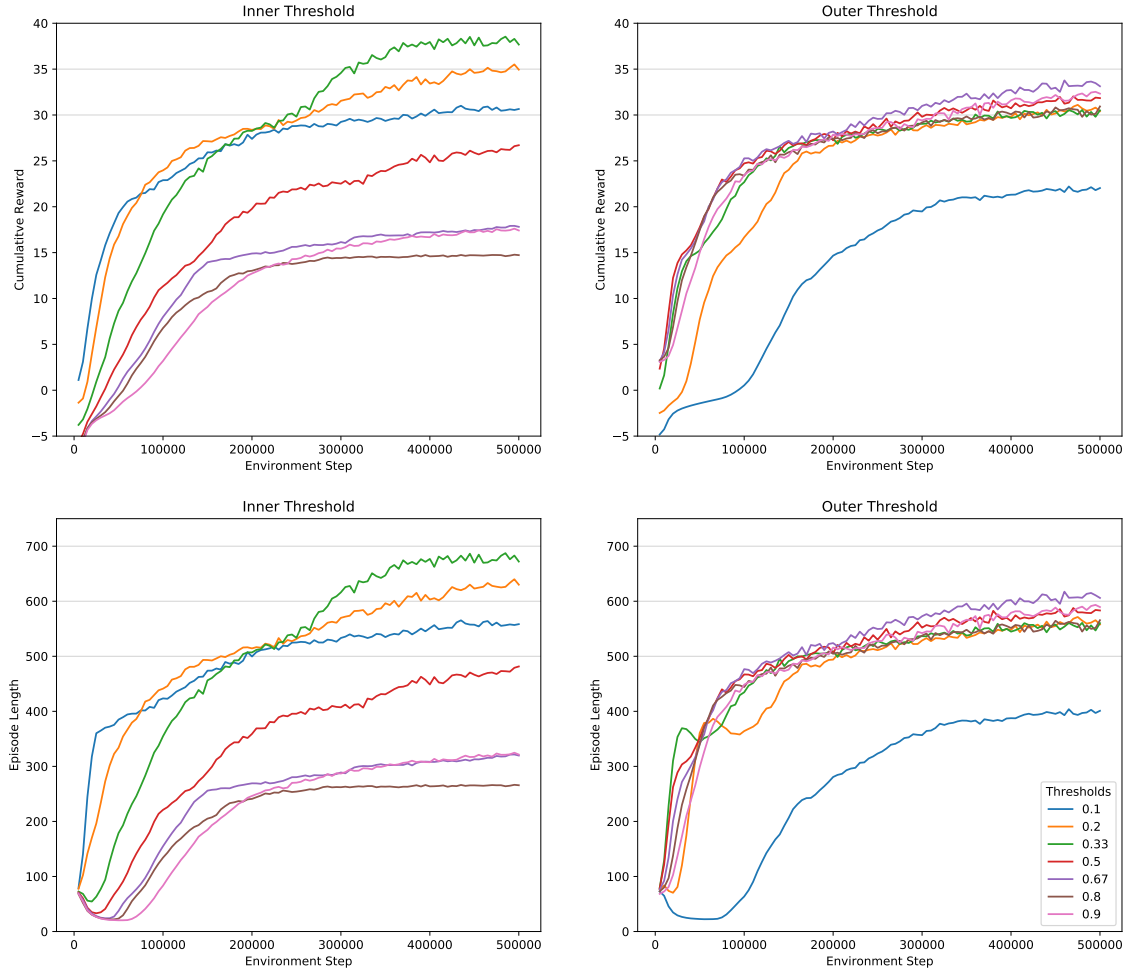 Inner Threshold
Cumulatitve Reward
40
35
30
25
20
15
10
5
0
−5
0 100000 200000 300000 400000 500000
Environment Step
Outer Threshold
Cumulatitve Reward
40
35
30
25
20
15
10
5
0
−5
0 100000 200000 300000 400000 500000
Environment Step
Inner Threshold
Episode Length
700
600
500
400
300
200
100
0
0 100000 200000 300000 400000 500000
Environment Step
Outer Threshold
Episode Length
700
600
500
400
300
200
100
0
0 100000 200000 300000 400000 500000
Environment Step
Thresholds
0.1
0.2
0.33
0.5
0.67
0.8
0.9